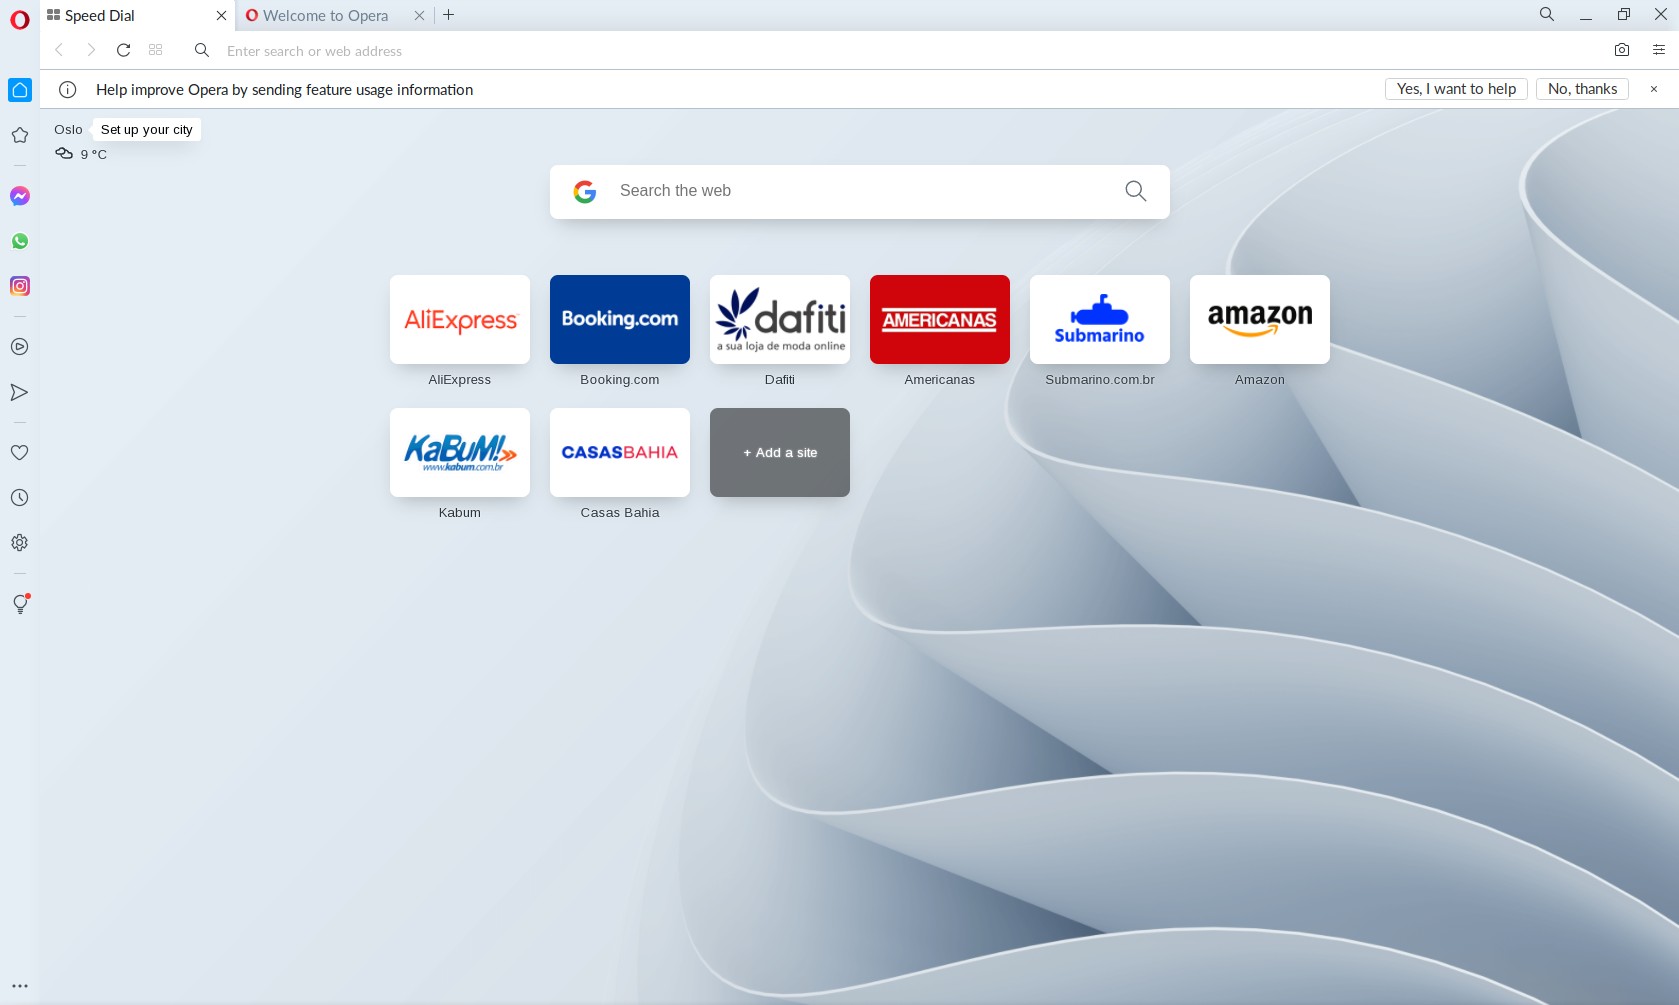 Speed Dial
Welcome to Opera
Enter search or web address
Help improve Opera by sending feature usage information
Yes, I want to help
No, thanks
Oslo
Set up your city
9 °C
Search the web
AliExpress
Booking.com
dafiti
a sua loja de moda online
AMERICANAS
Submarino
amazon
AliExpress
Booking.com
Dafiti
Americanas
Submarino.com.br
Amazon
KaBuM!
www.kabum.com.br
CASASBAHIA
+ Add a site
Kabum
Casas Bahia